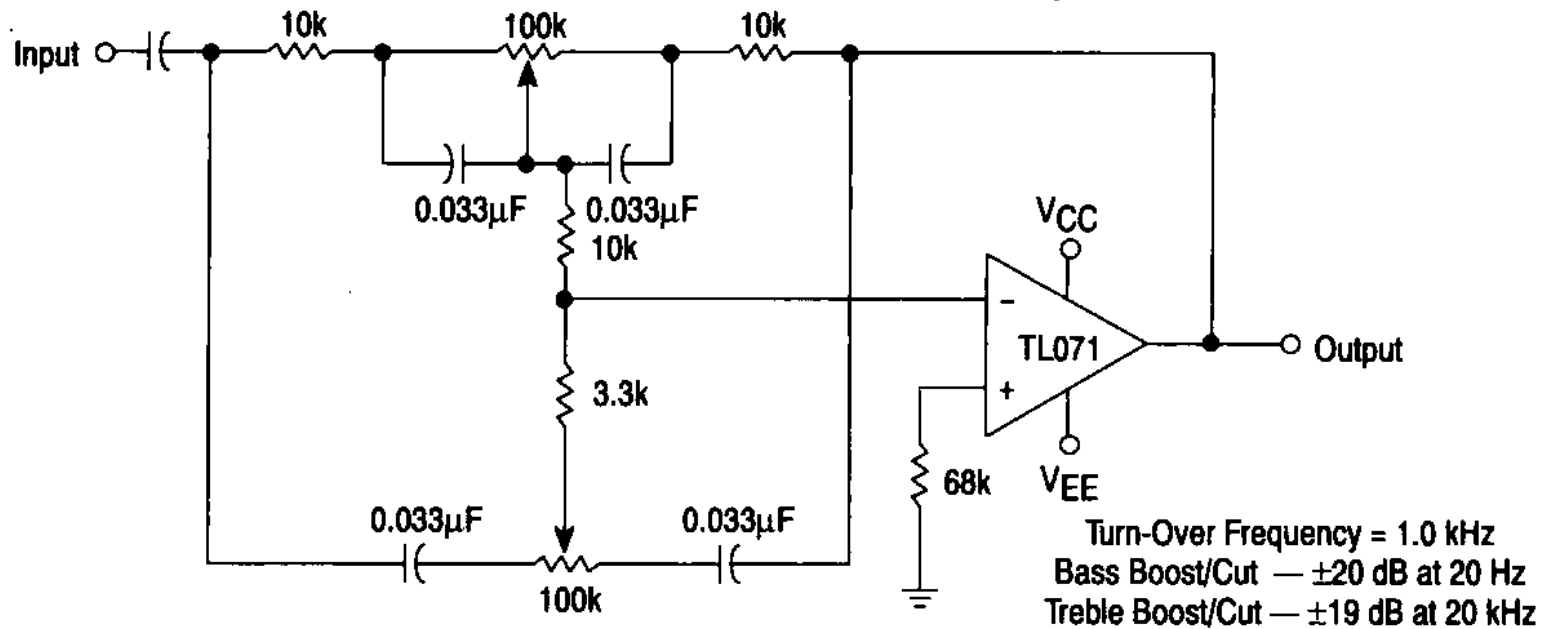 10k
100k
10k
Input
0.033µF
0.033µF
10k
VCC
−
TL071
Output
+
3.3k
68k
VEE
0.033µF
0.033µF
100k
Turn-Over Frequency = 1.0 kHz
Bass Boost/Cut — ±20 dB at 20 Hz
Treble Boost/Cut — ±19 dB at 20 kHz